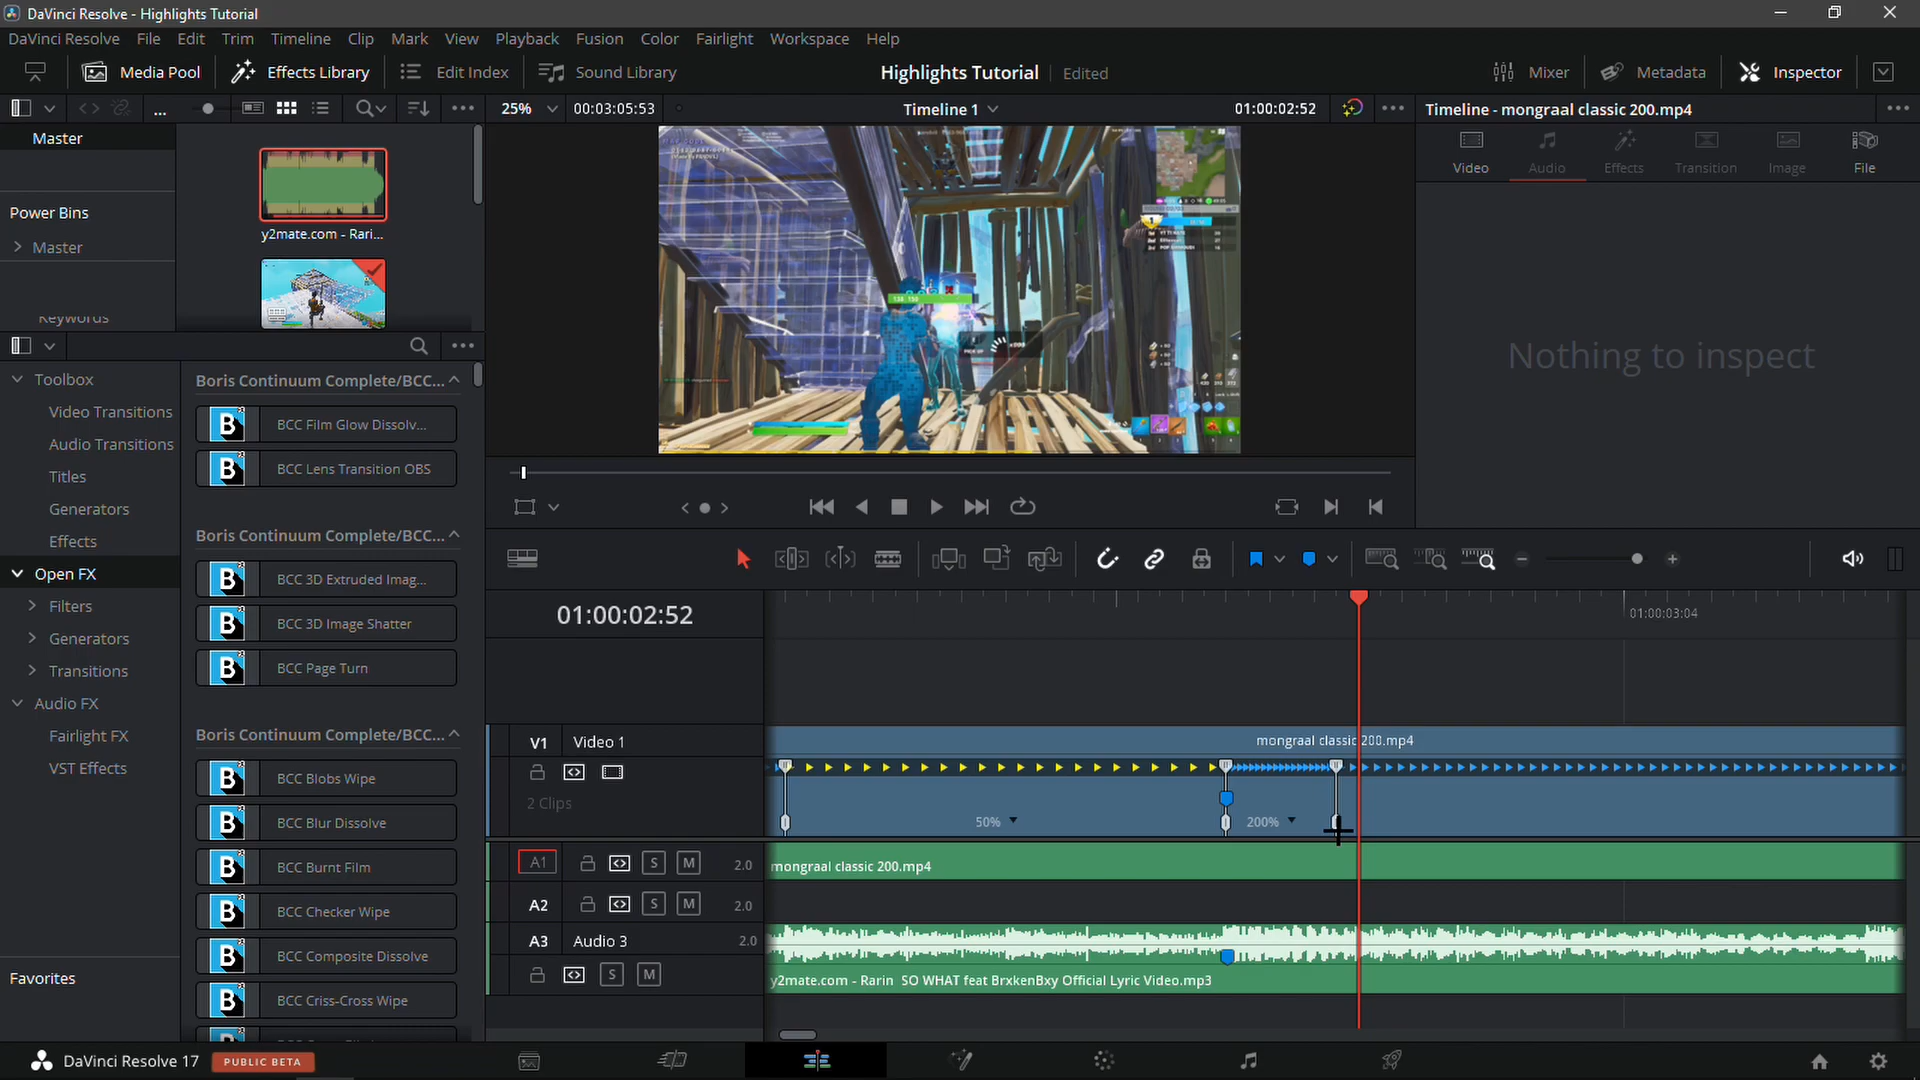 DaVinci Resolve - Highlights Tutorial
DaVinci Resolve File Edit Trim Timeline Clip Mark View Playback Fusion Color Fairlight Workspace Help
Media Pool Effects Library Edit Index Sound Library Highlights Tutorial Edited Mixer Metadata Inspector
... 25% 00:03:05:53 Timeline 1 01:00:02:52 Timeline - mongraal classic 200.mp4
Master
Power Bins
Master
Keywords
y2mate.com - Rari...
Video Audio Effects Transition Image File
Nothing to inspect
Toolbox
Video Transitions
Audio Transitions
Titles
Generators
Effects
Open FX
Filters
Generators
Transitions
Audio FX
Fairlight FX
VST Effects
Favorites
Boris Continuum Complete/BCC...
BCC Film Glow Dissolv...
BCC Lens Transition OBS
Boris Continuum Complete/BCC...
BCC 3D Extruded Imag...
BCC 3D Image Shatter
BCC Page Turn
Boris Continuum Complete/BCC...
BCC Blobs Wipe
BCC Blur Dissolve
BCC Burnt Film
BCC Checker Wipe
BCC Composite Dissolve
BCC Criss-Cross Wipe
01:00:02:52
01:00:03:04
V1 Video 1
2 Clips
mongraal classic 200.mp4
50% 200%
A1 S M 2.0
mongraal classic 200.mp4
A2 S M 2.0
A3 Audio 3 2.0
S M
y2mate.com - Rarin SO WHAT feat BrxkenBxy Official Lyric Video.mp3
DaVinci Resolve 17 PUBLIC BETA